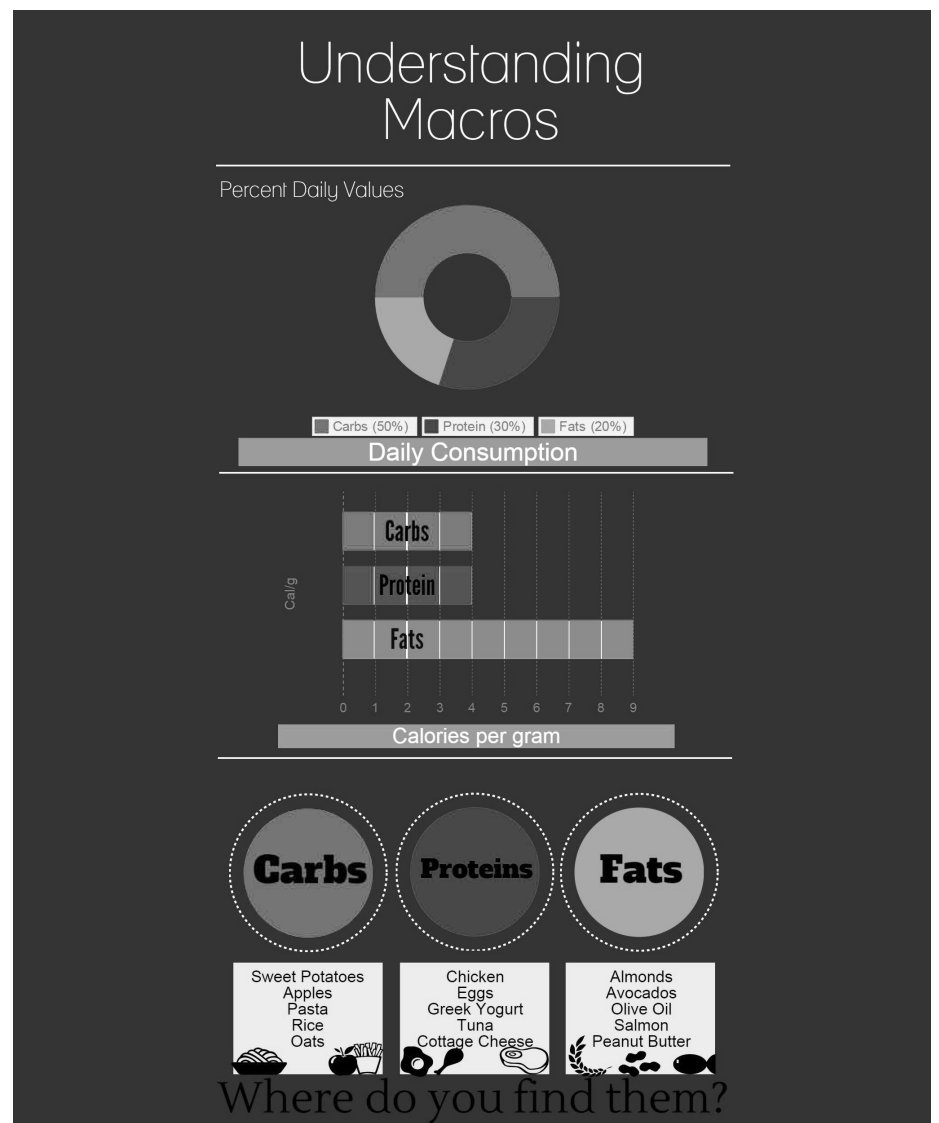 Understanding
Macros
Percent Daily Values
Carbs (50%) Protein (30%) Fats (20%)
Daily Consumption
Carbs
Protein
Fats
Cal/g
0 1 2 3 4 5 6 7 8 9
Calories per gram
Carbs Proteins Fats
Sweet Potatoes
Apples
Pasta
Rice
Oats
Chicken
Eggs
Greek Yogurt
Tuna
Cottage Cheese
Almonds
Avocados
Olive Oil
Salmon
Peanut Butter
Where do you find them?